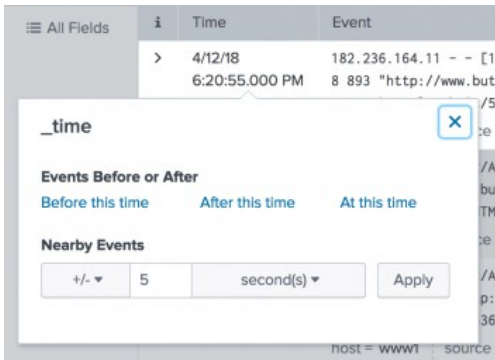 All Fields
i Time Event
> 4/12/18 182.236.164.11 - - [1
6:20:55.000 PM 8 893 "http://www.but
_time
Events Before or After
Before this time After this time At this time
Nearby Events
+/- 5 second(s) Apply
host = www1 source